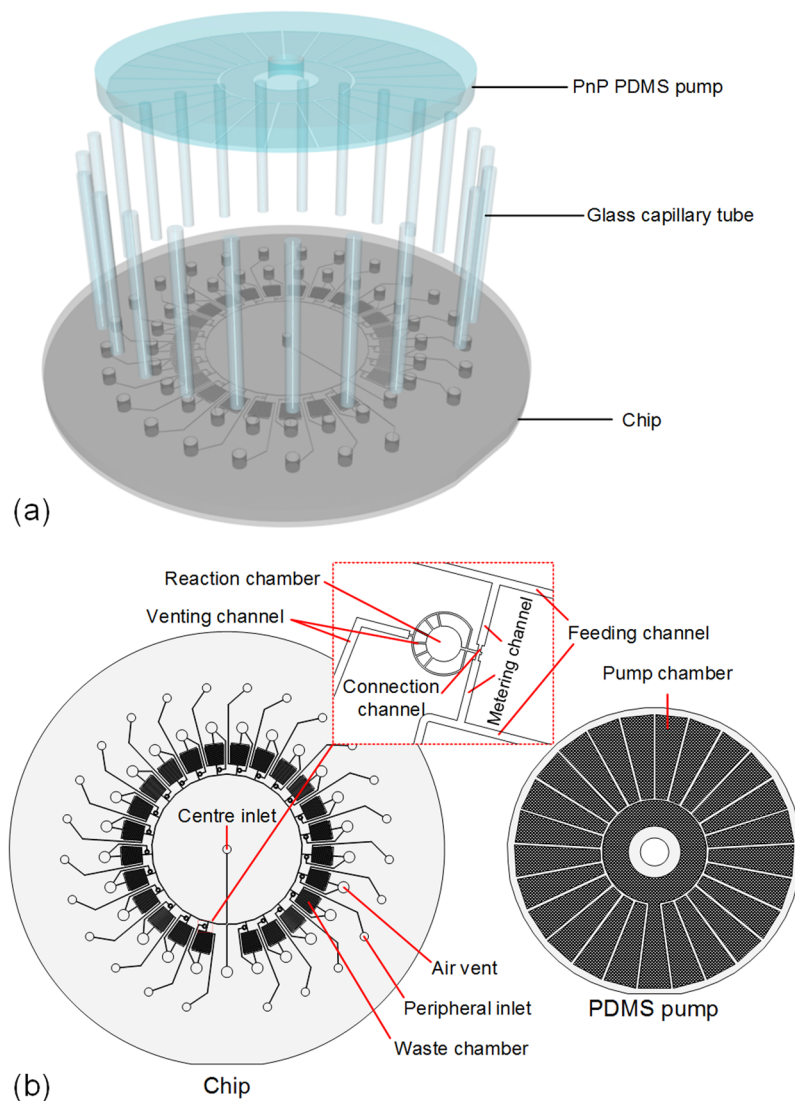 PnP PDMS pump
Glass capillary tube
Chip
(a)
Reaction chamber
Venting channel
Feeding channel
Metering channel
Connection
channel
Pump chamber
Centre inlet
Air vent
Peripheral inlet
Waste chamber
PDMS pump
Chip
(b)